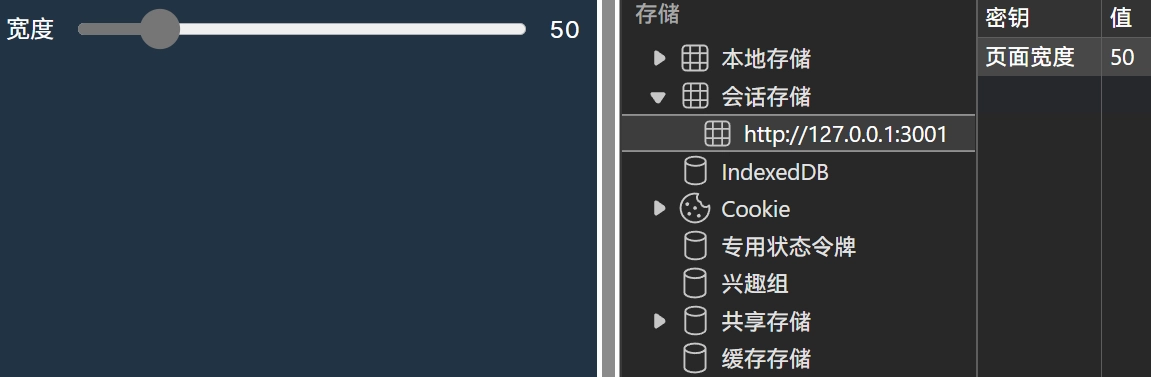 宽度 50
存储
本地存储
会话存储
http://127.0.0.1:3001
IndexedDB
Cookie
专用状态令牌
兴趣组
共享存储
缓存存储
密钥 值
页面宽度 50